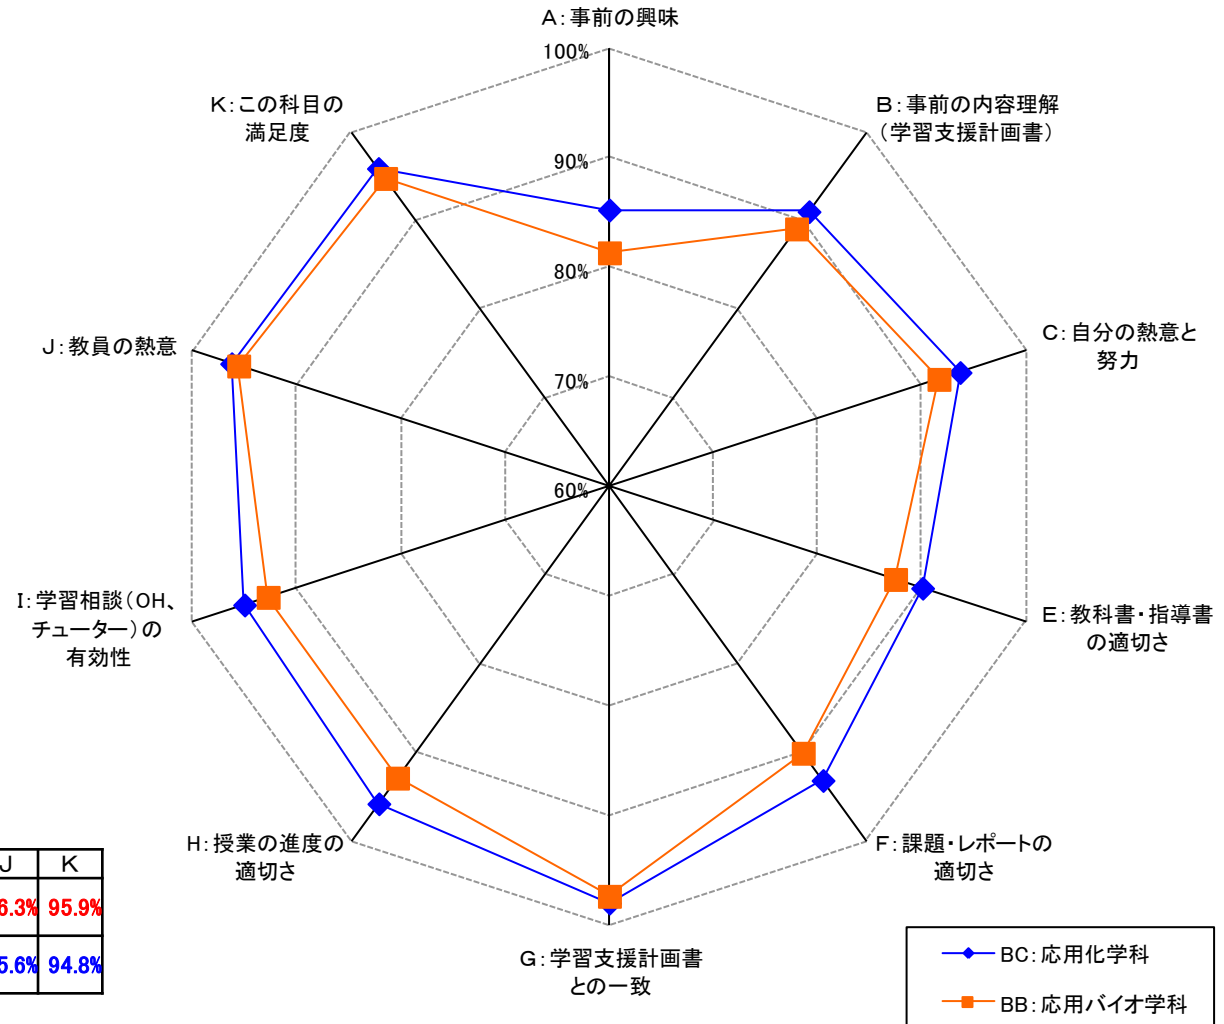 A：事前の興味
100%
K：この科目の
満足度
B：事前の内容理解
（学習支援計画書）
90%
80%
C：自分の熱意と
努力
J：教員の熱意
70%
60%
I：学習相談（OH、
チューター）の
有効性
E：教科書・指導書
の適切さ
H：授業の進度の
適切さ
F：課題・レポートの
適切さ
J K
6.3% 95.9%
5.6% 94.8%
G：学習支援計画書
との一致
BC：応用化学科
BB：応用バイオ学科